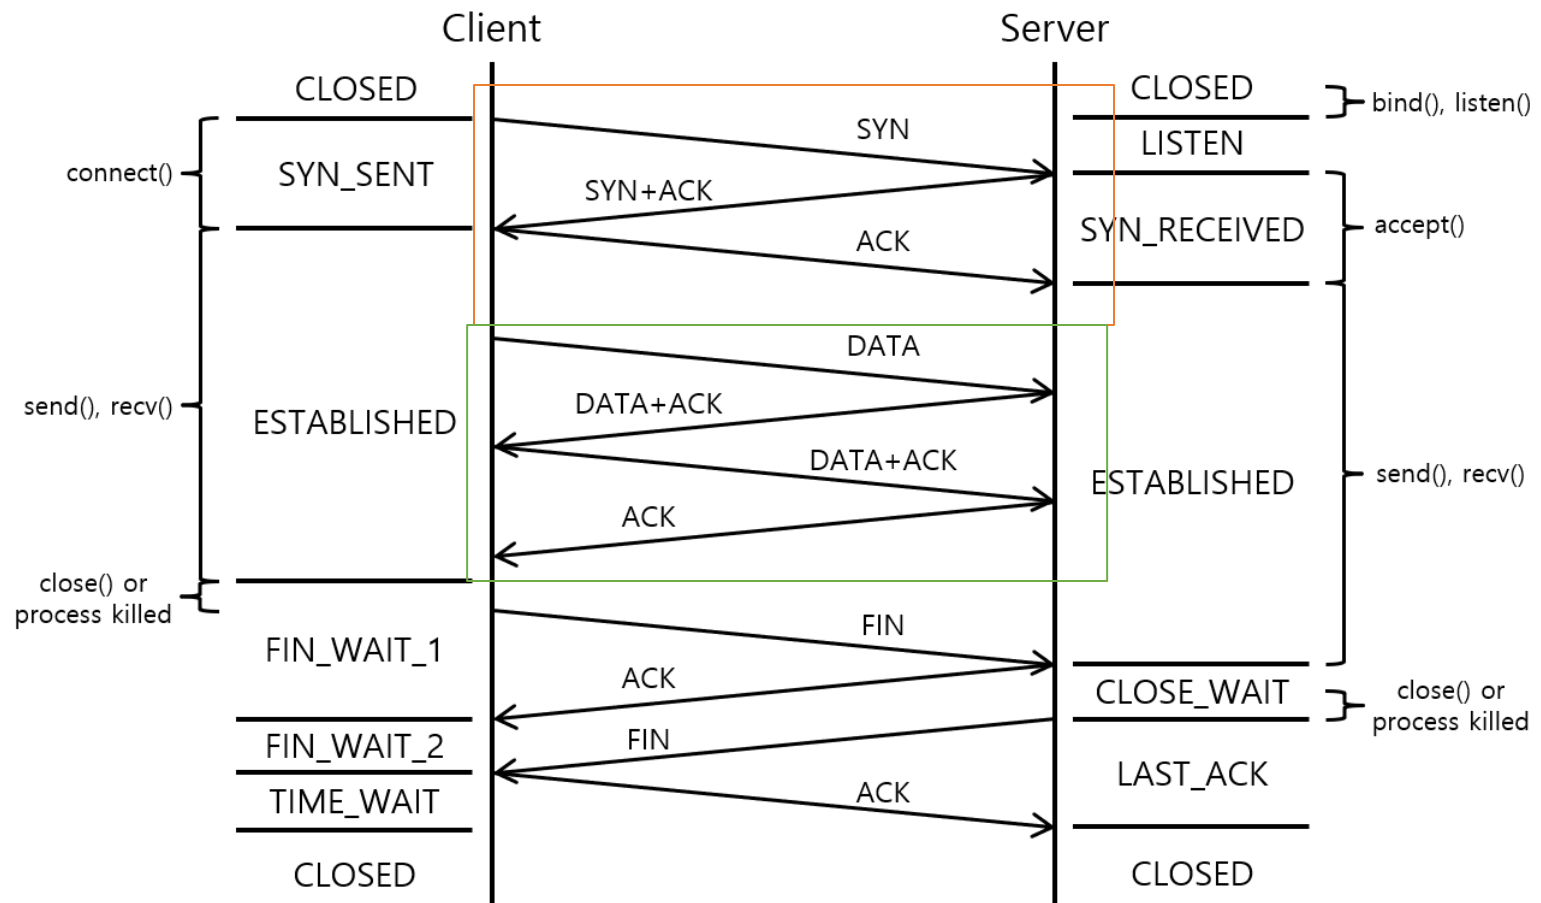 Client
Server
CLOSED
CLOSED
bind(), listen()
SYN
LISTEN
connect()
SYN_SENT
SYN+ACK
SYN_RECEIVED
accept()
ACK
DATA
send(), recv()
ESTABLISHED
DATA+ACK
DATA+ACK
ESTABLISHED
send(), recv()
ACK
close() or
process killed
FIN
FIN_WAIT_1
ACK
CLOSE_WAIT
close() or
process killed
FIN_WAIT_2
FIN
LAST_ACK
TIME_WAIT
ACK
CLOSED
CLOSED